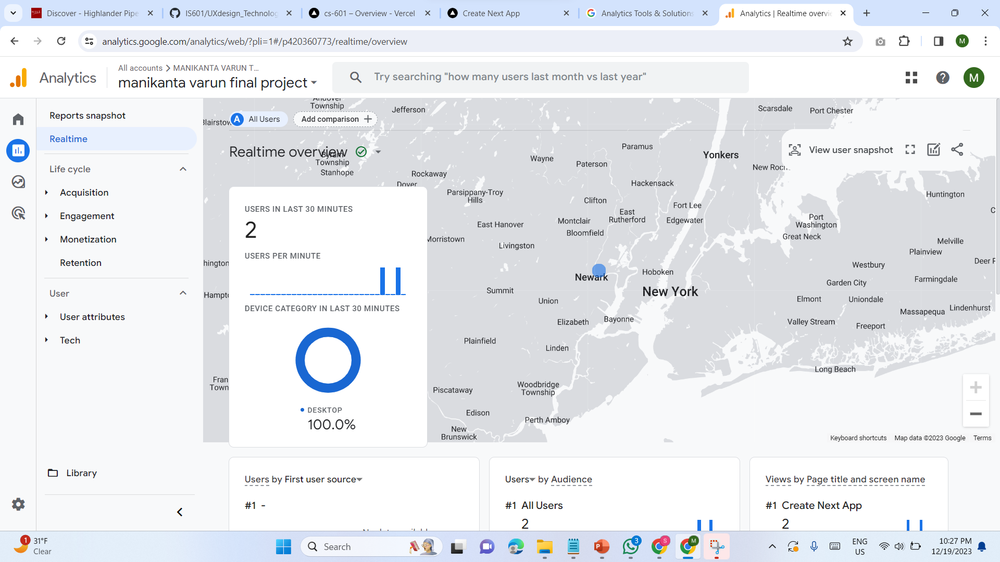 Discover - Highlander Pipe
IS601/UXdesign_Technolog
cs-601 – Overview - Vercel
Create Next App
Analytics Tools & Solutions
Analytics | Realtime overvie
analytics.google.com/analytics/web/?pli=1#/p420360773/realtime/overview
M
Analytics
All accounts > MANIKANTA VARUN T...
manikanta varun final project
Try searching "how many users last month vs last year"
M
Reports snapshot
Realtime
Life cycle
Acquisition
Engagement
Monetization
Retention
User
User attributes
Tech
Library
A All Users
Add comparison +
Realtime overview
View user snapshot
USERS IN LAST 30 MINUTES
2
USERS PER MINUTE
DEVICE CATEGORY IN LAST 30 MINUTES
DESKTOP
100.0%
Andover
Township
Jefferson
Blairstow
Scarsdale
Port Chester
Byram
Township
Stanhope
Rockaway
Dover
Wayne
Paterson
Paramus
Yonkers
New Roch
Hackensack
Parsippany-Troy
Hills
Clifton
Fort Lee
Huntington
East
Rutherford
Edgewater
Port
Washington
Montclair
East Hanover
Bloomfield
Great Neck
Morristown
Livingston
Melville
Plainview
hington
Deer P
Westbury
Newark
Hoboken
Farmingdale
Garden City
Summit
New York
Hampto
Union
Elmont
Uniondale
Massapequa
Lindenhurst
Elizabeth
Bayonne
Valley Stream
Freeport
Plainfield
Linden
Long Beach
Fran
Town
Piscataway
Woodbridge
Township
Edison
Perth Amboy
New
Brunswick
Keyboard shortcuts
Map data ©2023 Google
Terms
Users by First user source
#1 -
Users by Audience
#1 All Users
2
Views by Page title and screen name
#1 Create Next App
2
1
31°F
Clear
Search
3
S
M
ENG
US
10:27 PM
12/19/2023